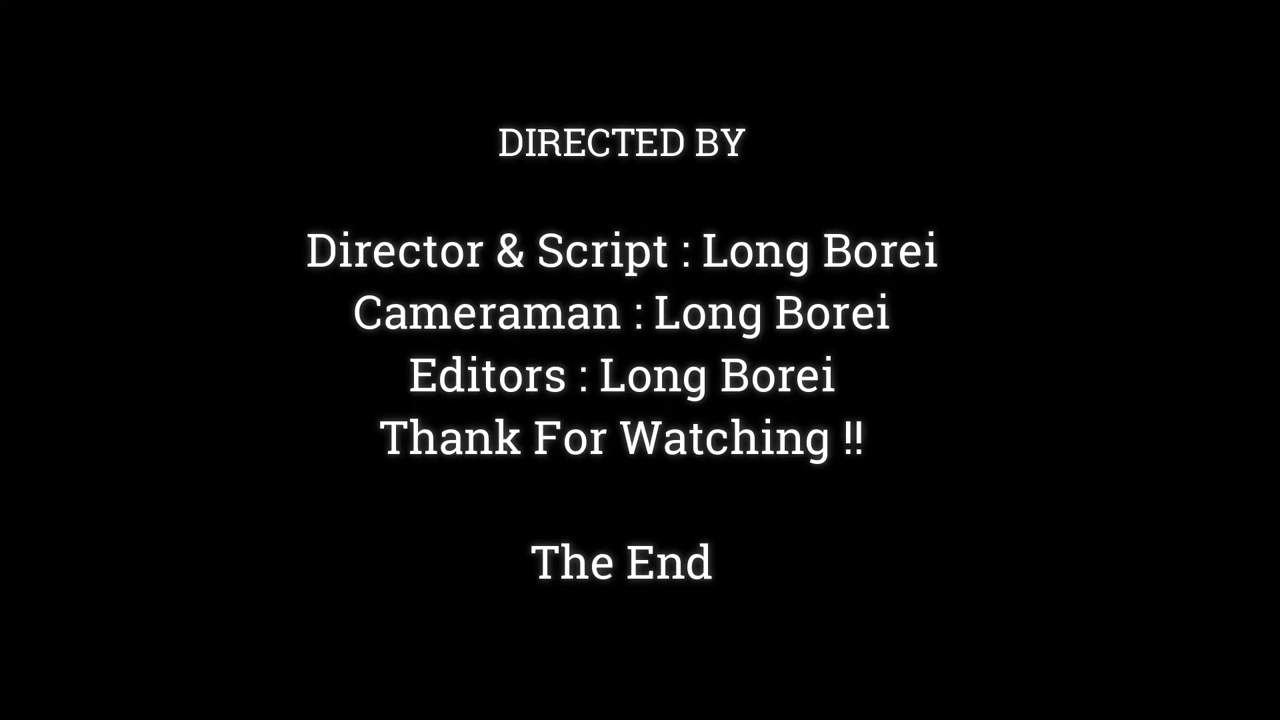 DIRECTED BY
Director & Script : Long Borei
Cameraman : Long Borei
Editors : Long Borei
Thank For Watching !!
The End